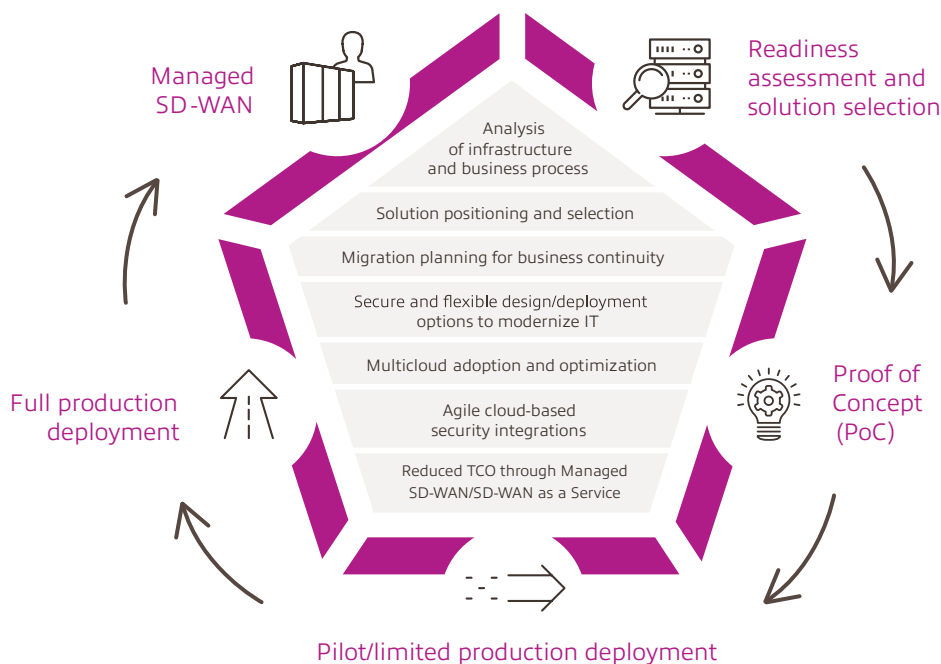 Managed
SD-WAN
Readiness
assessment and
solution selection
Analysis
of infrastructure
and business process
Solution positioning and selection
Migration planning for business continuity
Secure and flexible design/deployment
options to modernize IT
Multicloud adoption and optimization
Agile cloud-based
security integrations
Reduced TCO through Managed
SD-WAN/SD-WAN as a Service
Proof of
Concept
(PoC)
Full production
deployment
Pilot/limited production deployment